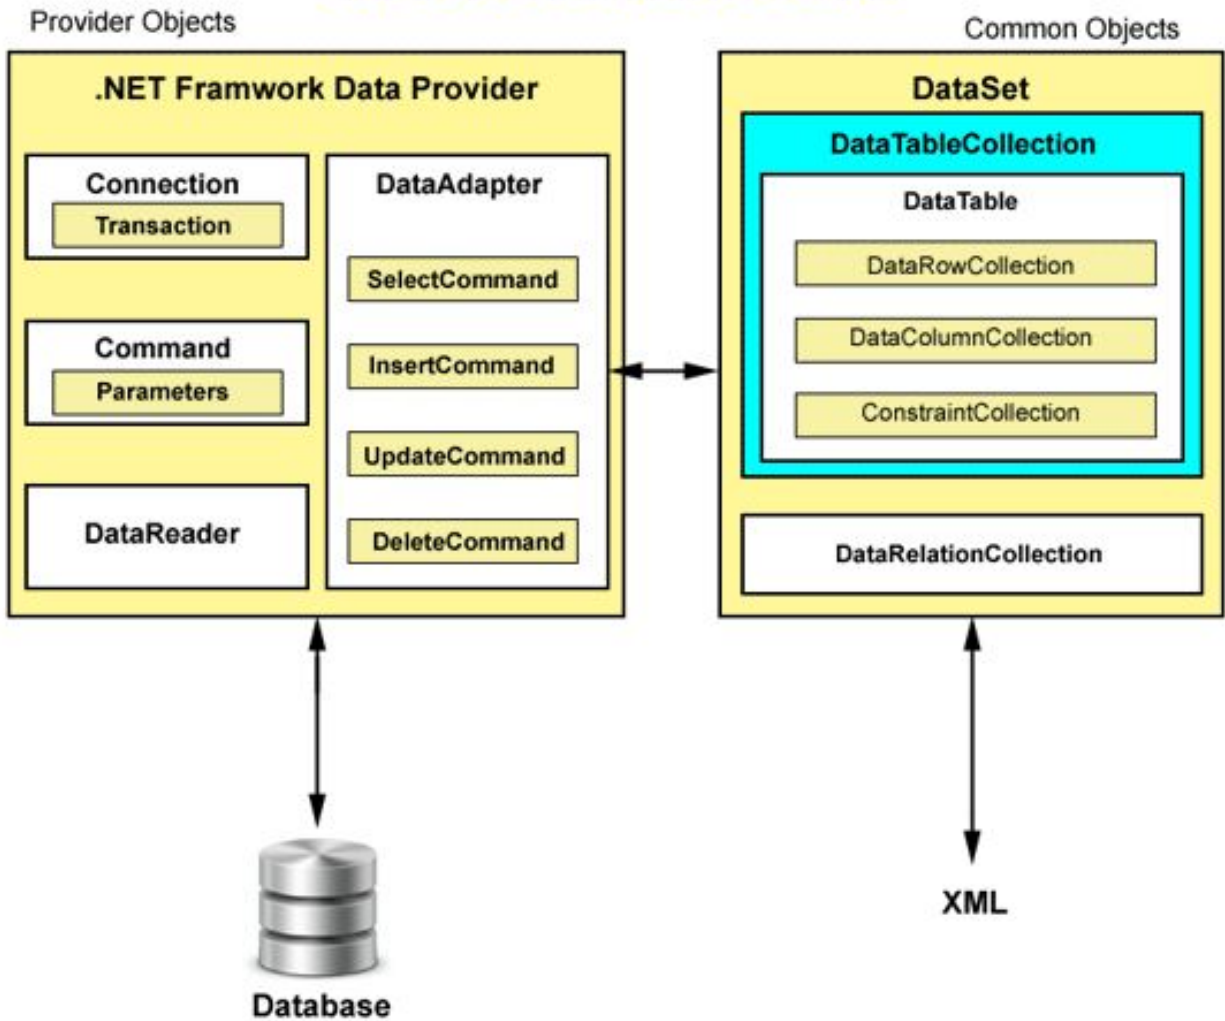 Provider Objects
Common Objects
.NET Framwork Data Provider
Connection
Transaction
Command
Parameters
DataReader
DataAdapter
SelectCommand
InsertCommand
UpdateCommand
DeleteCommand
DataSet
DataTableCollection
DataTable
DataRowCollection
DataColumnCollection
ConstraintCollection
DataRelationCollection
Database
XML